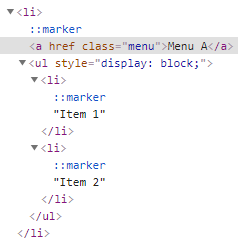 ▼<li>
::marker
<a href class="menu">Menu A</a>
▼<ul style="display: block;">
▼<li>
::marker
"Item 1"
</li>
▼<li>
::marker
"Item 2"
</li>
</ul>
</li>